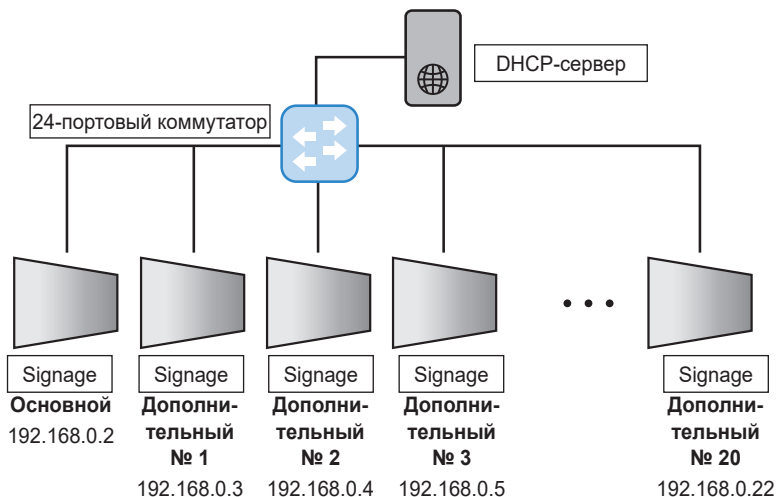 DHCP-сервер
24-портовый коммутатор
Signage
Signage
Signage
Signage
Signage
Основной
192.168.0.2
Дополни-
тельный
№ 1
192.168.0.3
Дополни-
тельный
№ 2
192.168.0.4
Дополни-
тельный
№ 3
192.168.0.5
Дополни-
тельный
№ 20
192.168.0.22